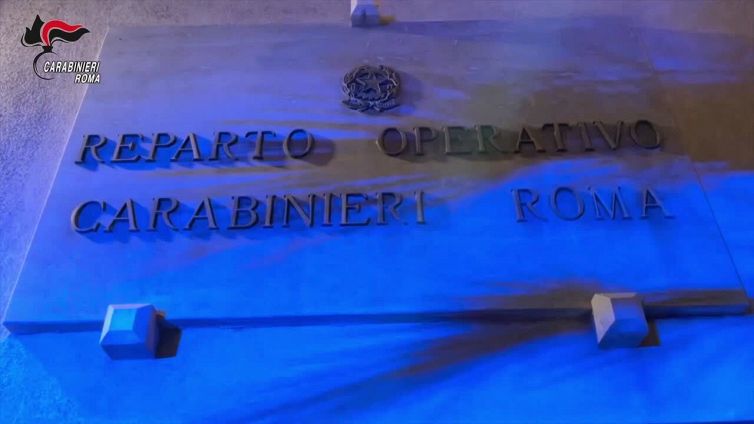 CARABINIERI
ROMA
REPARTO OPERATIVO
CARABINIERI ROMA